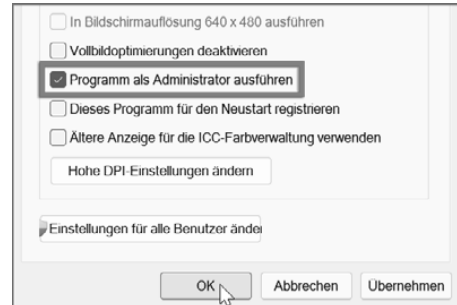 In Bildschirmauflösung 640 x 480 ausführen
Vollbildoptimierungen deaktivieren
Programm als Administrator ausführen
Dieses Programm für den Neustart registrieren
Ältere Anzeige für die ICC-Farbverwaltung verwenden
Hohe DPI-Einstellungen ändern
Einstellungen für alle Benutzer änder
OK
Abbrechen
Übernehmen